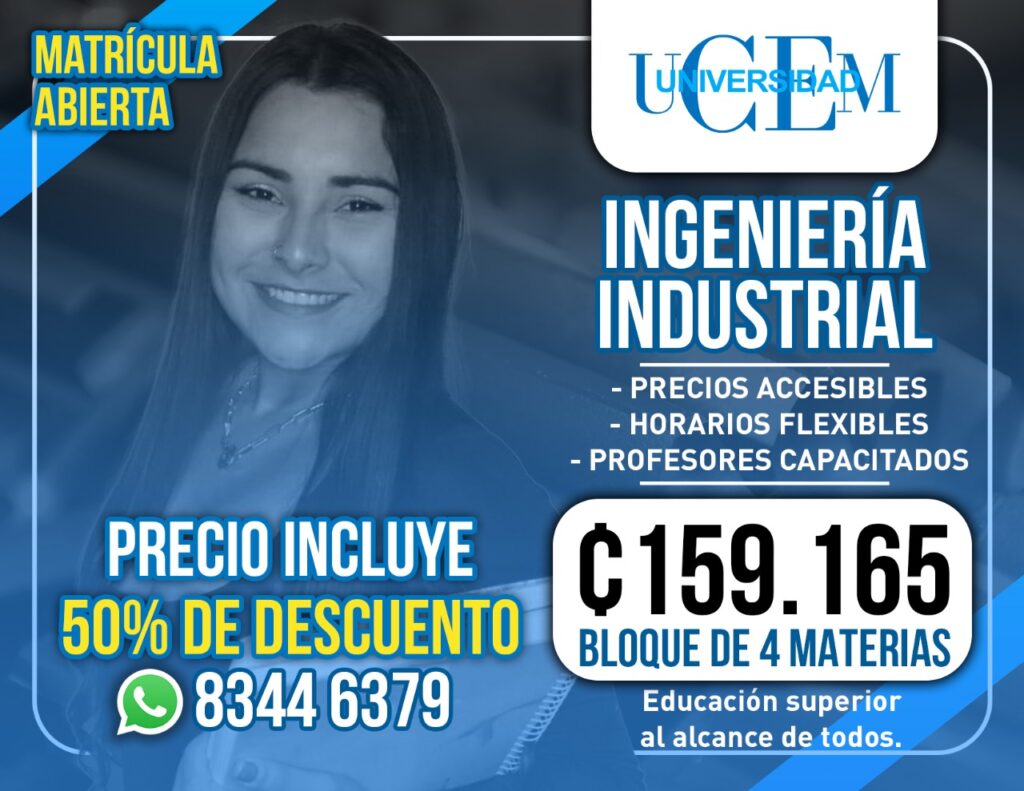 MATRÍCULA
ABIERTA
UCEM
UNIVERSIDAD
INGENIERÍA
INDUSTRIAL
- PRECIOS ACCESIBLES
- HORARIOS FLEXIBLES
- PROFESORES CAPACITADOS
PRECIO INCLUYE
50% DE DESCUENTO
8344 6379
₡159.165
BLOQUE DE 4 MATERIAS
Educación superior
al alcance de todos.